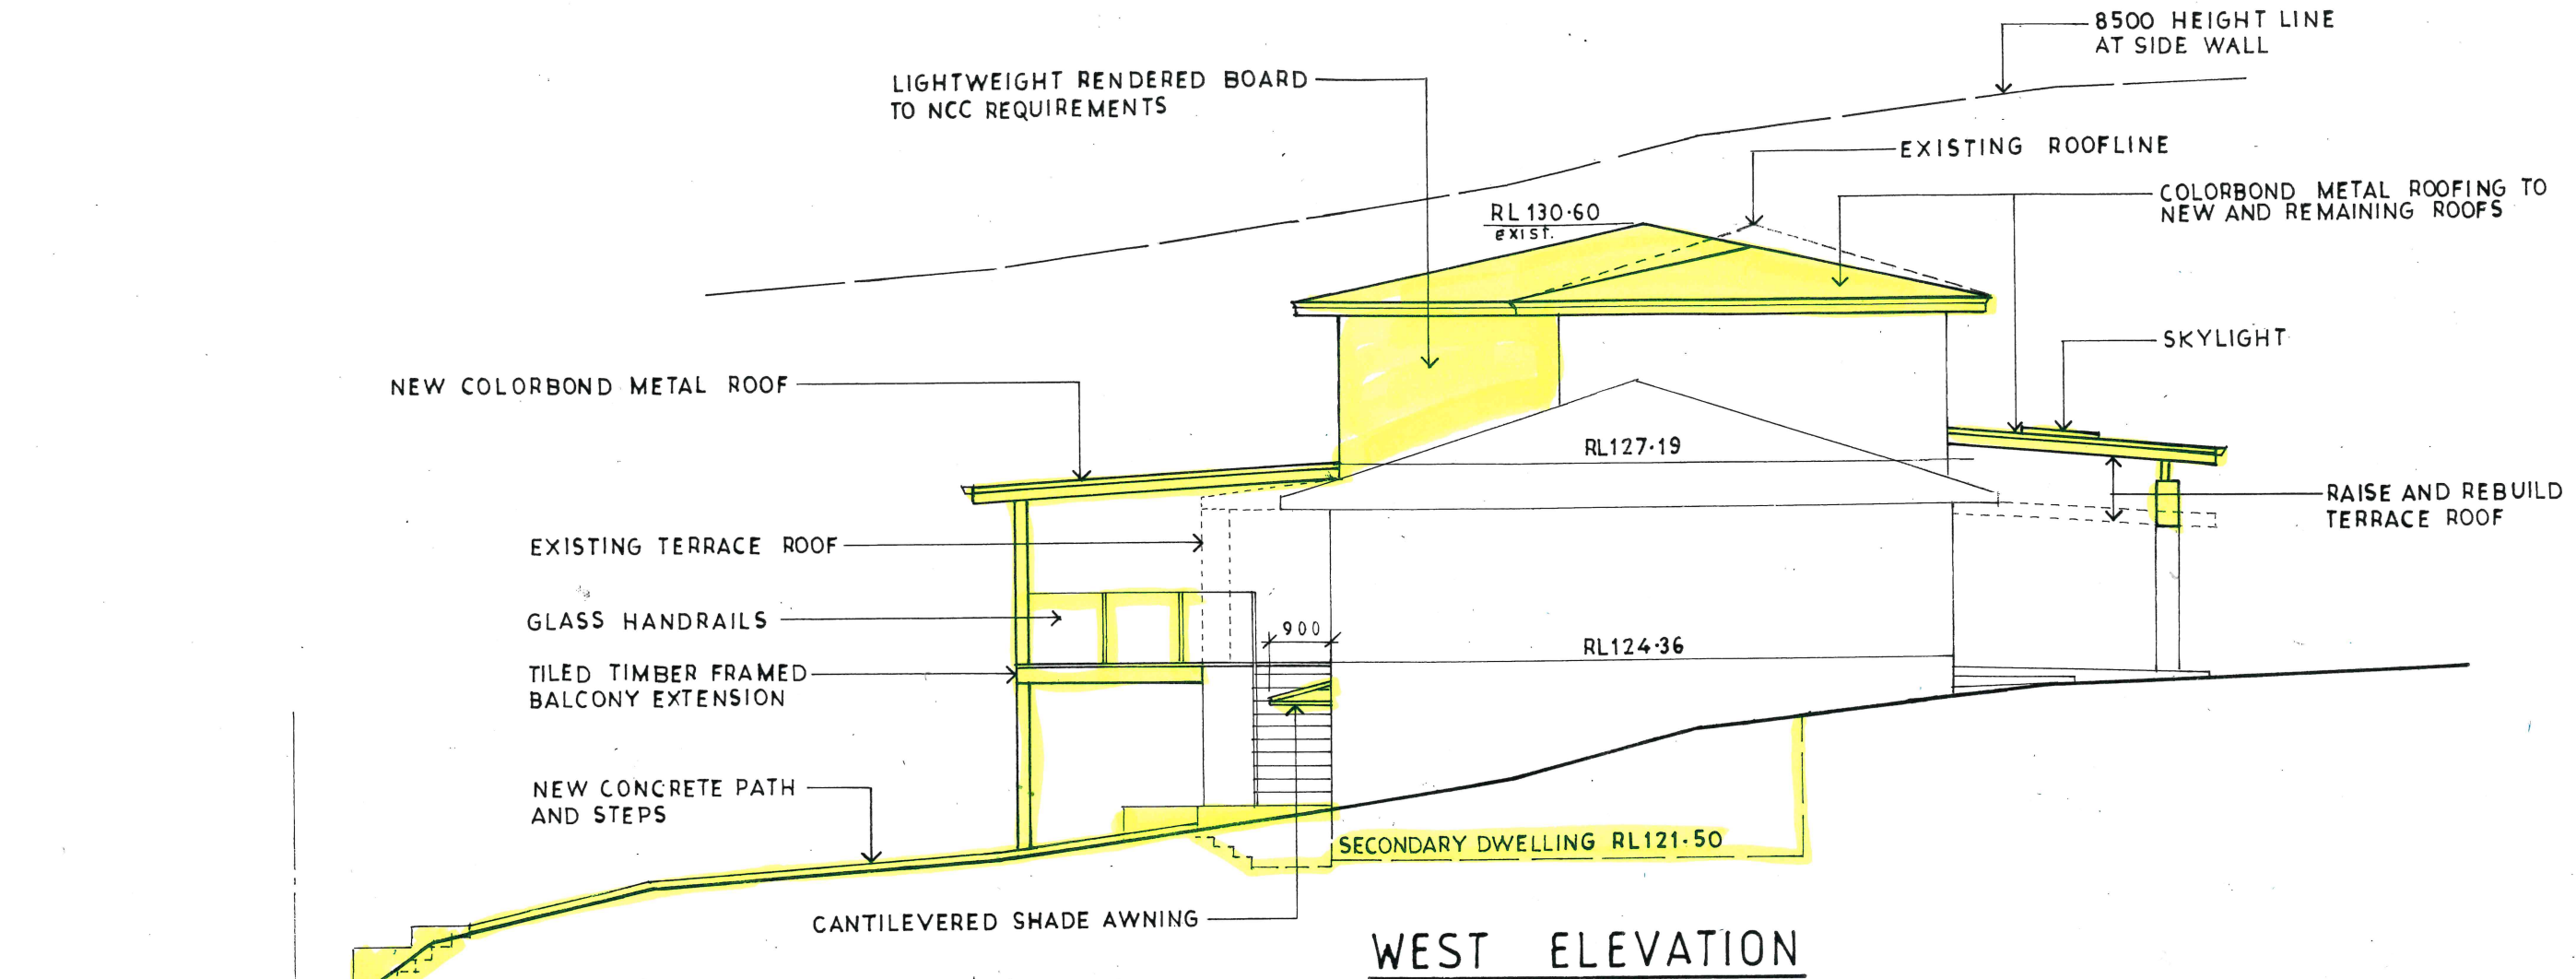 8500 HEIGHT LINE
AT SIDE WALL
LIGHTWEIGHT RENDERED BOARD
TO NCC REQUIREMENTS
EXISTING ROOFLINE
COLORBOND METAL ROOFING TO
NEW AND REMAINING ROOFS
RL 130·60
exist.
SKYLIGHT
NEW COLORBOND METAL ROOF
RL127·19
RAISE AND REBUILD
TERRACE ROOF
EXISTING TERRACE ROOF
GLASS HANDRAILS
900
RL124·36
TILED TIMBER FRAMED
BALCONY EXTENSION
NEW CONCRETE PATH
AND STEPS
SECONDARY DWELLING RL121·50
CANTILEVERED SHADE AWNING
WEST ELEVATION